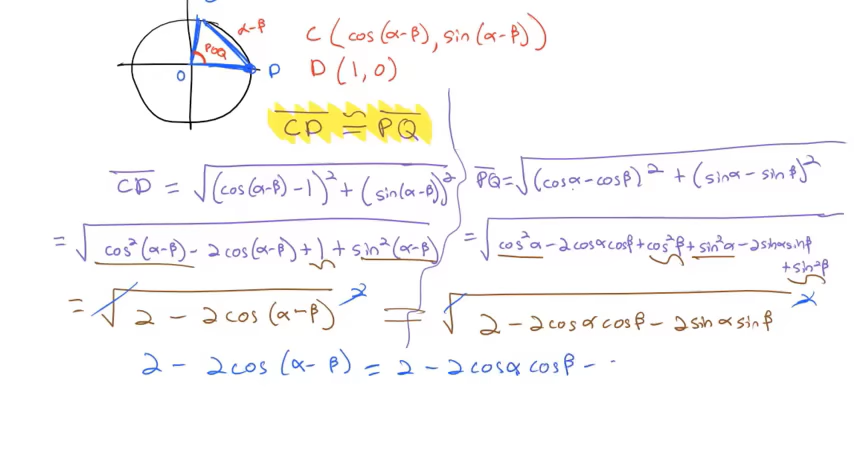 α-β
POQ
O
D
C (cos(α-β), sin(α-β))
D (1, 0)
CD ≅ PQ
CD = √((cos(α-β) - 1)² + (sin(α-β))²)
= √(cos²(α-β) - 2cos(α-β) + 1 + sin²(α-β))
= √(2 - 2cos(α-β))²
PQ = √((cosα - cosβ)² + (sinα - sinβ)²)
= √(cos²α - 2cosαcosβ + cos²β + sin²α - 2sinαsinβ
+ sin²β
= √(2 - 2cosαcosβ - 2sinαsinβ)²
2 - 2cos(α-β) = 2 - 2cosαcosβ -